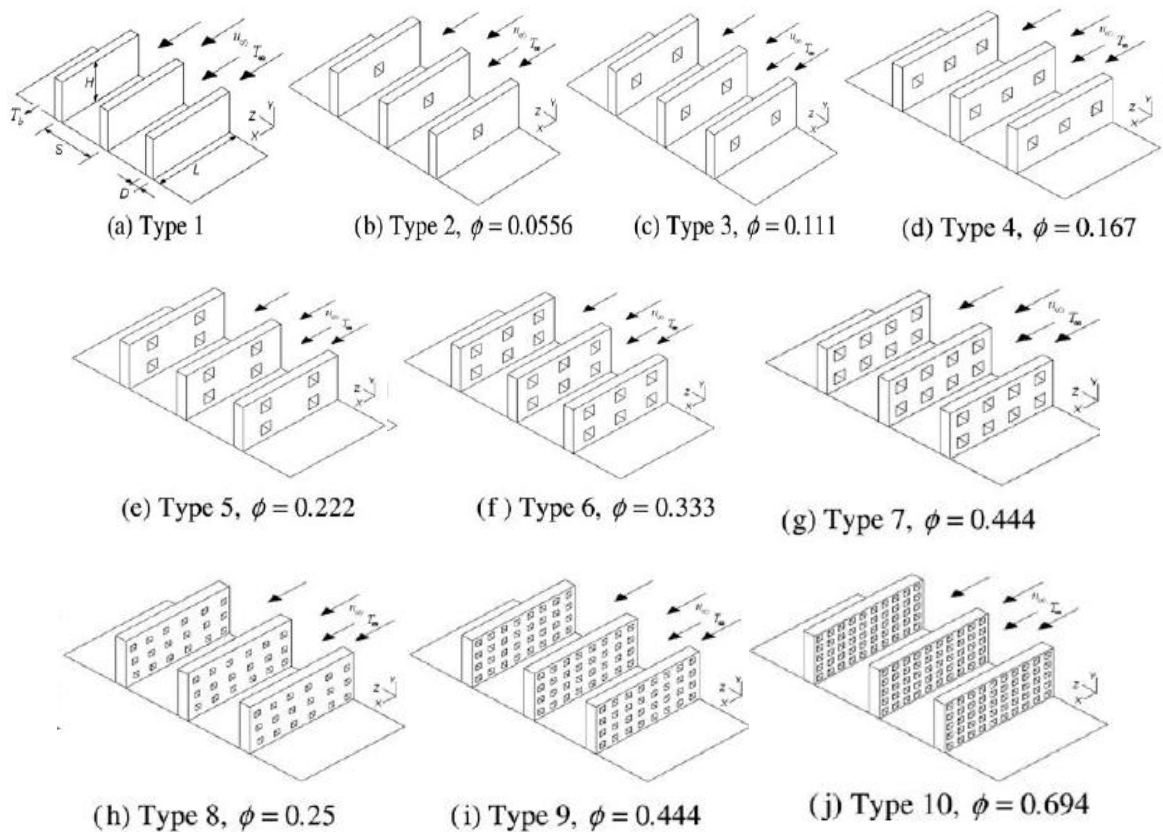 u∞
T∞
H
Z
Y
X
T_b
S
L
D
u∞
T∞
Z
Y
X
u∞
T∞
Z
Y
X
u∞
T∞
Z
Y
X
(a) Type 1
(b) Type 2, ϕ = 0.0556
(c) Type 3, ϕ = 0.111
(d) Type 4, ϕ = 0.167
u∞
T∞
Z
Y
X
u∞
T∞
Z
Y
X
u∞
T∞
Z
Y
X
(e) Type 5, ϕ = 0.222
(f) Type 6, ϕ = 0.333
(g) Type 7, ϕ = 0.444
u∞
T∞
Z
Y
X
u∞
T∞
Z
Y
X
u∞
T∞
Z
Y
X
(h) Type 8, ϕ = 0.25
(i) Type 9, ϕ = 0.444
(j) Type 10, ϕ = 0.694